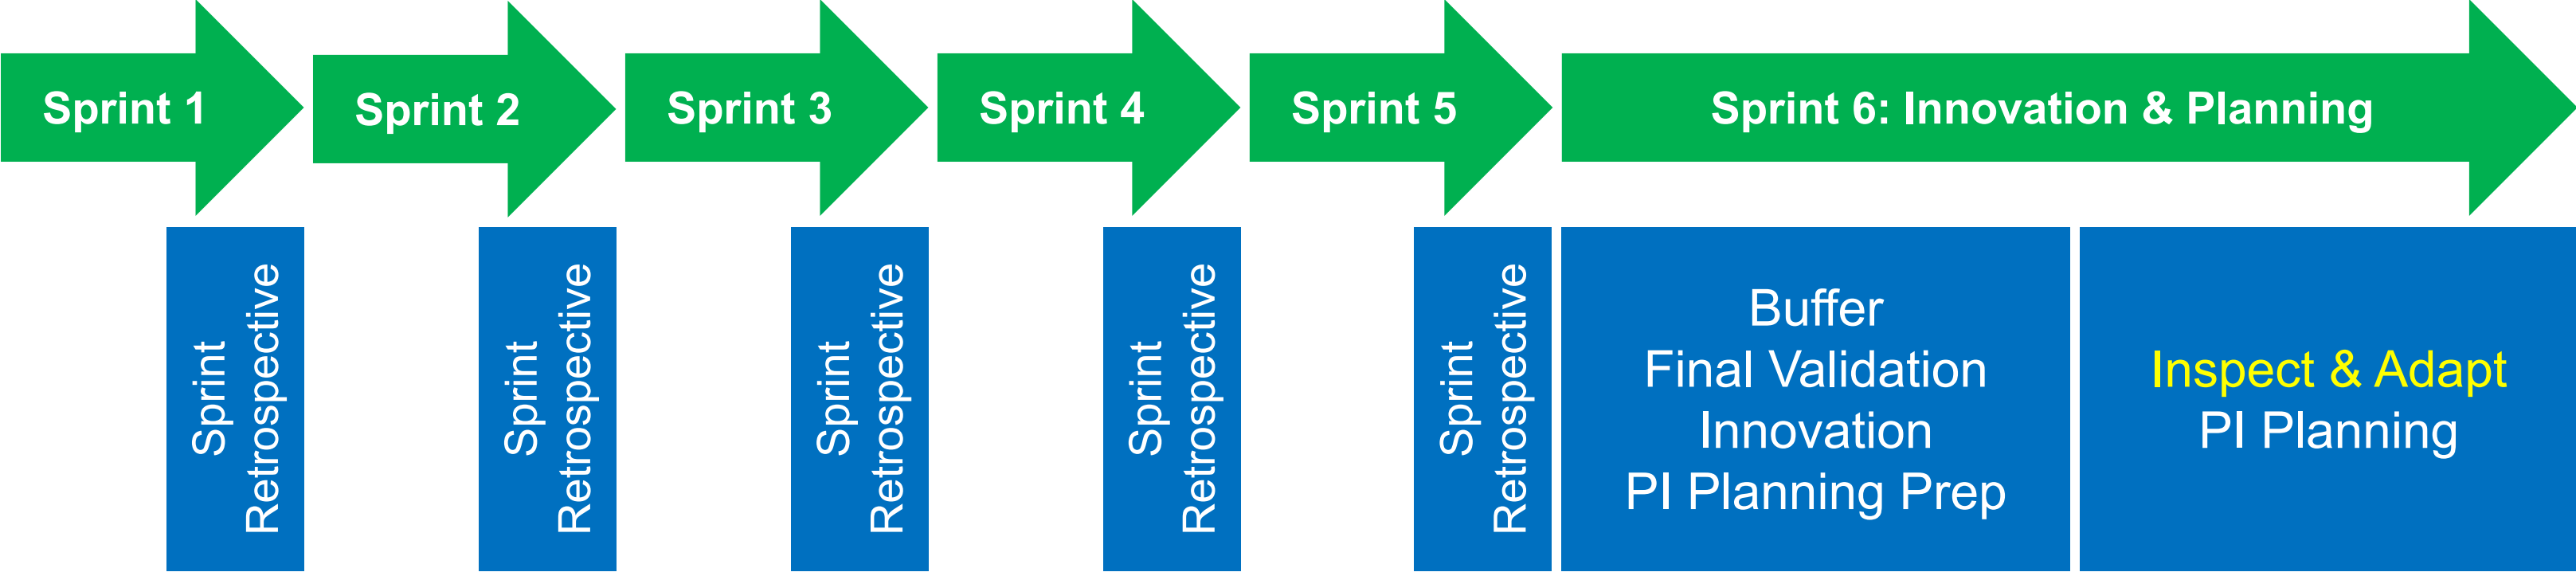 Sprint 1
Sprint 2
Sprint 3
Sprint 4
Sprint 5
Sprint 6: Innovation & Planning
Sprint
Retrospective
Sprint
Retrospective
Sprint
Retrospective
Sprint
Retrospective
Sprint
Retrospective
Buffer
Final Validation
Innovation
PI Planning Prep
Inspect & Adapt
PI Planning